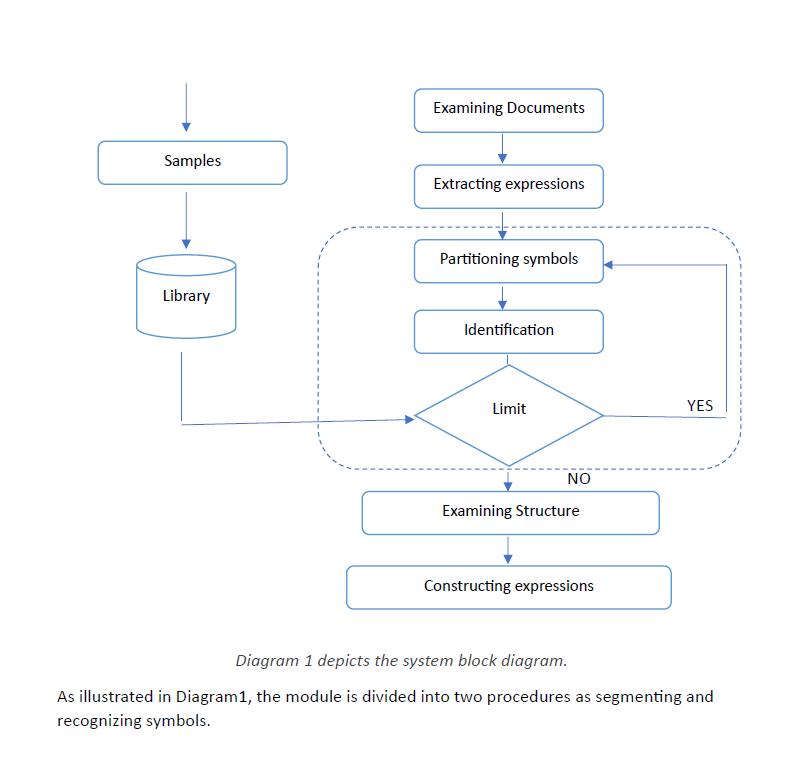 Examining Documents
Samples
Extracting expressions
Partitioning symbols
Library
Identification
Limit
YES
NO
Examining Structure
Constructing expressions
Diagram 1 depicts the system block diagram.
As illustrated in Diagram1, the module is divided into two procedures as segmenting and
recognizing symbols.